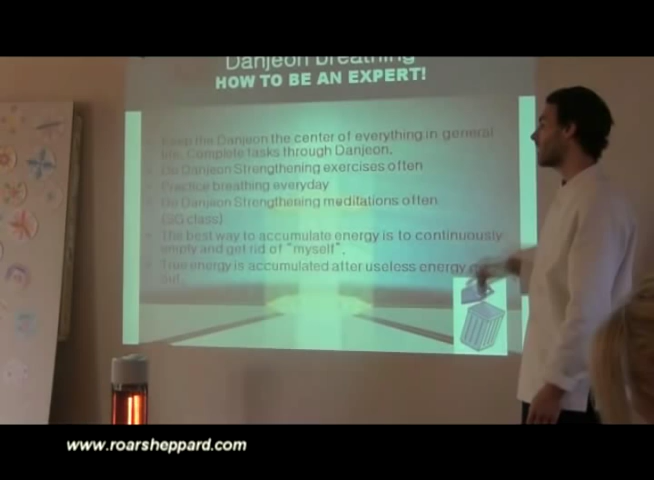 Danjeon breathing
HOW TO BE AN EXPERT!
Keep the Danjeon the center of everything in general
life. Complete tasks through Danjeon.
Do Danjeon Strengthening exercises often
Practice breathing everyday
Do Danjeon Strengthening meditations often
(SG class)
The best way to accumulate energy is to continuously
empty and get rid of "myself".
True energy is accumulated after useless energy
out.
www.roarsheppard.com